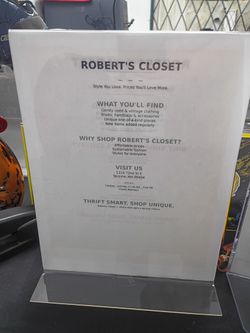 ROBERT'S CLOSET
Style You Love. Prices You'll Love More.
WHAT YOU'LL FIND
Gently used & vintage clothing
Shoes, handbags & accessories
Unique one of a kind pieces
New items added regularly
WHY SHOP ROBERT'S CLOSET?
Affordable prices
Sustainable fashion
Styles for everyone
VISIT US
THRIFT SMART. SHOP UNIQUE.